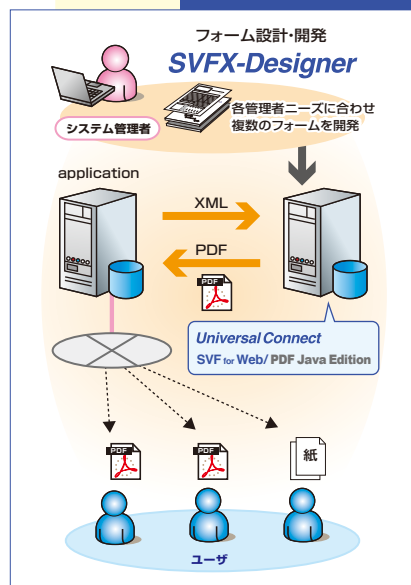 フォーム設計・開発
SVFX-Designer
システム管理者
各管理者ニーズに合わせ
複数のフォームを開発
application
XML
PDF
PDF
Universal Connect
SVF for Web/ PDF Java Edition
PDF
PDF
紙
ユーザ